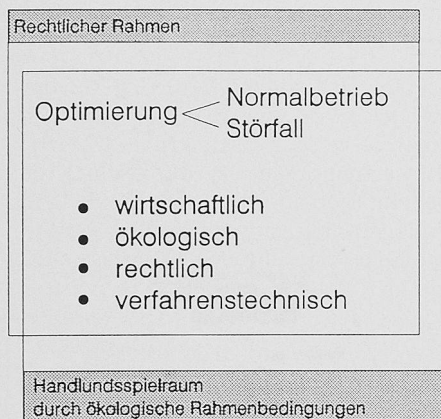 Rechtlicher Rahmen
Optimierung Normalbetrieb
Störfall
• wirtschaftlich
• ökologisch
• rechtlich
• verfahrenstechnisch
Handlundsspielraum
durch ökologische Rahmenbedingungen